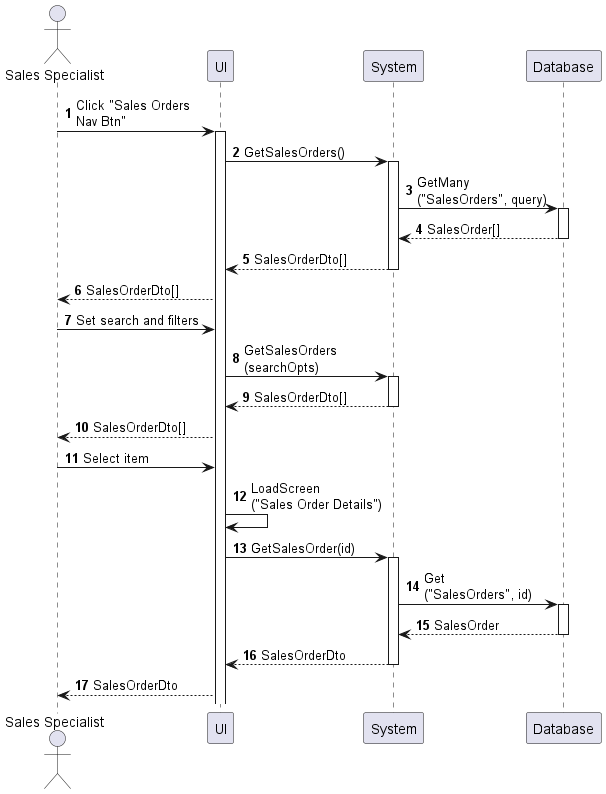 Sales Specialist
UI
System
Database
1 Click "Sales Orders
Nav Btn"
2 GetSalesOrders()
3 GetMany
("SalesOrders", query)
4 SalesOrder[]
5 SalesOrderDto[]
6 SalesOrderDto[]
7 Set search and filters
8 GetSalesOrders
(searchOpts)
9 SalesOrderDto[]
10 SalesOrderDto[]
11 Select item
12 LoadScreen
("Sales Order Details")
13 GetSalesOrder(id)
14 Get
("SalesOrders", id)
15 SalesOrder
16 SalesOrderDto
17 SalesOrderDto
Sales Specialist
UI
System
Database